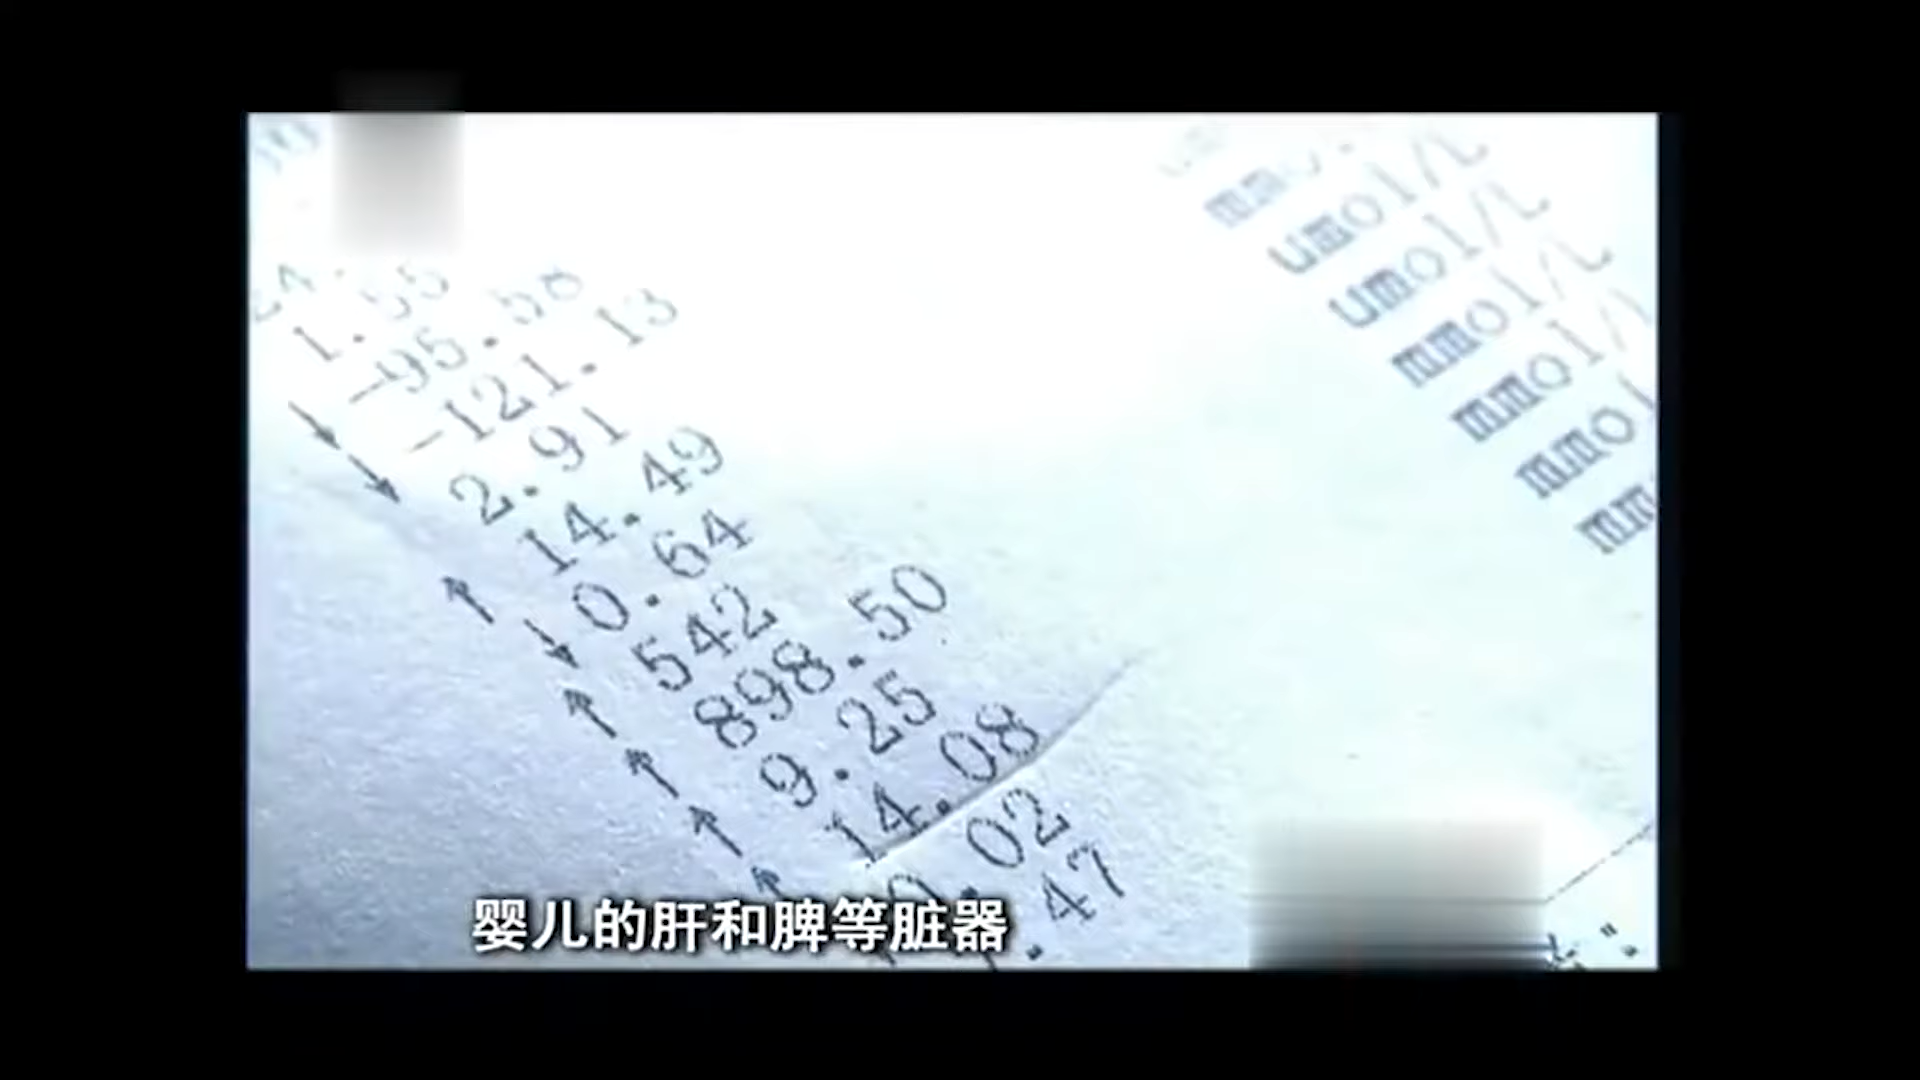 1.55
-95.58
-121.13
↓ 2.91
↓ 14.49
0.64
↑ 542
↓ 898.50
↑ 9.25
↑ 14.08
.02
.47
umol/L
umol/L
mmol/L
mmol/
mmol
婴儿的肝和脾等脏器